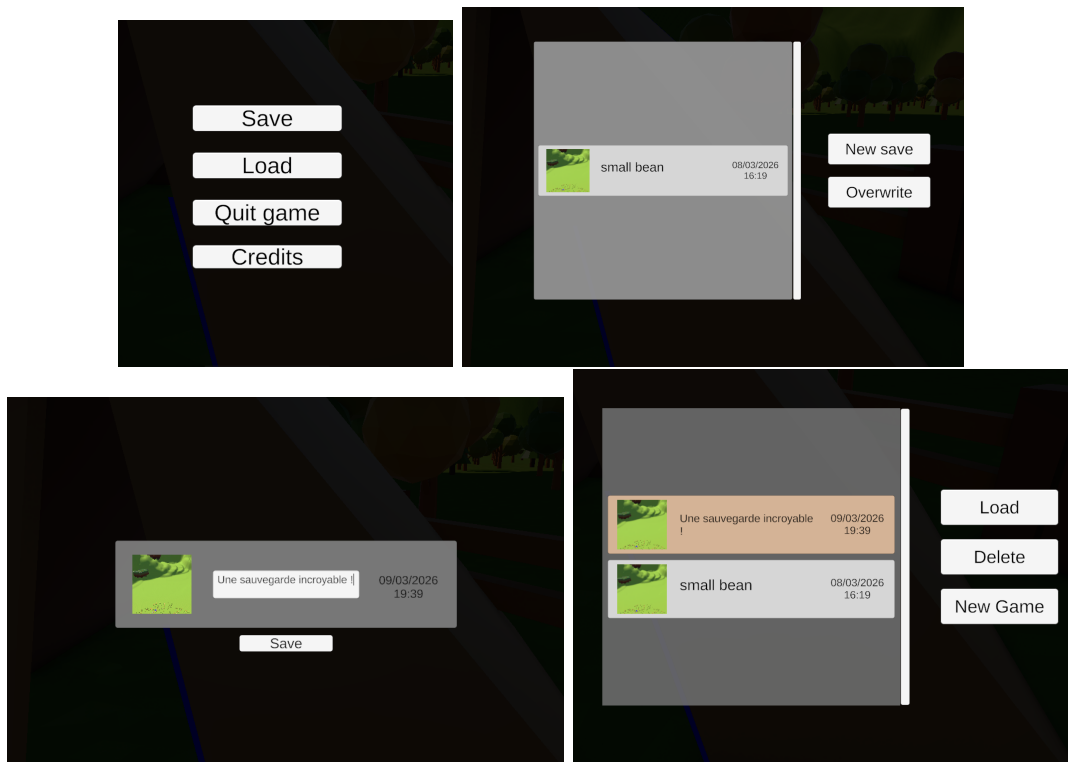 Save
Load
Quit game
Credits
small bean
08/03/2026
16:19
New save
Overwrite
Une sauvegarde incroyable !
09/03/2026
19:39
Save
Une sauvegarde incroyable
!
09/03/2026
19:39
small bean
08/03/2026
16:19
Load
Delete
New Game